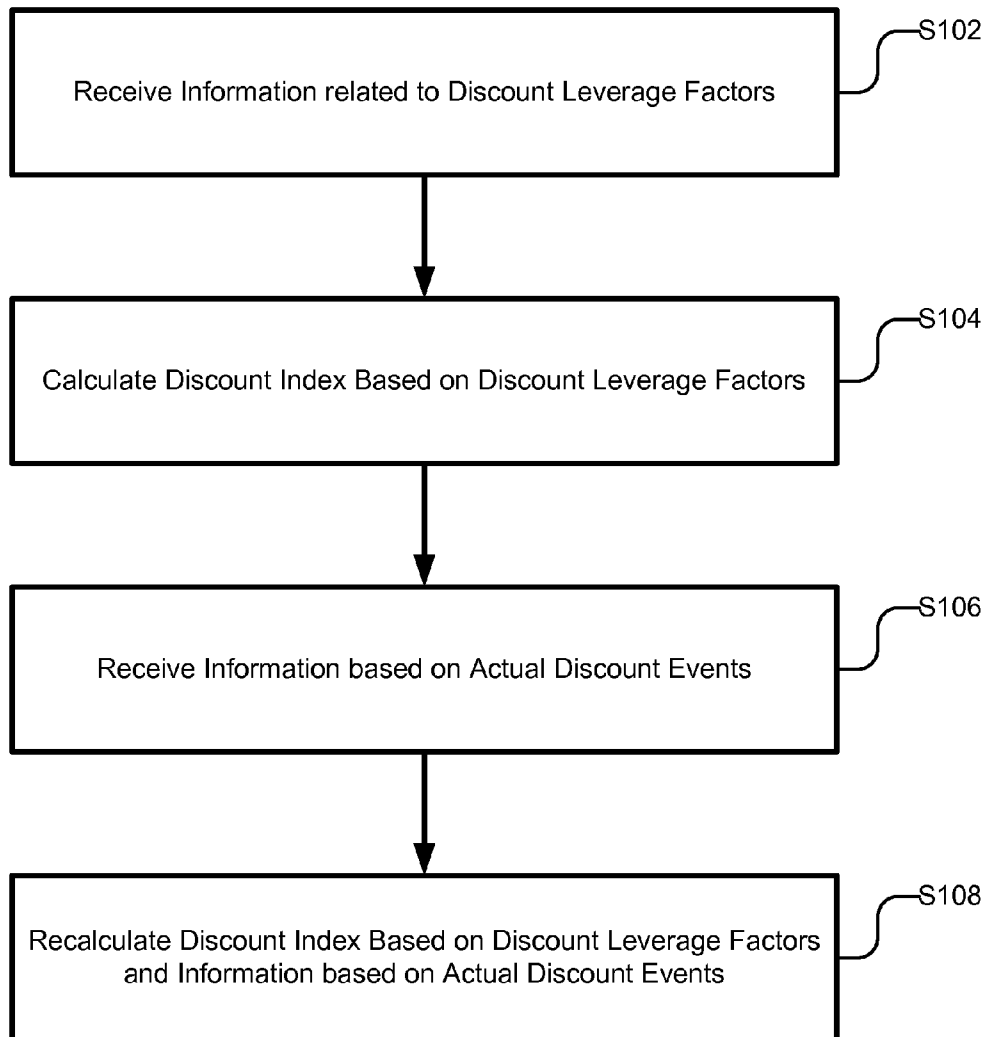 S102
Receive Information related to Discount Leverage Factors
S104
Calculate Discount Index Based on Discount Leverage Factors
S106
Receive Information based on Actual Discount Events
S108
Recalculate Discount Index Based on Discount Leverage Factors
and Information based on Actual Discount Events